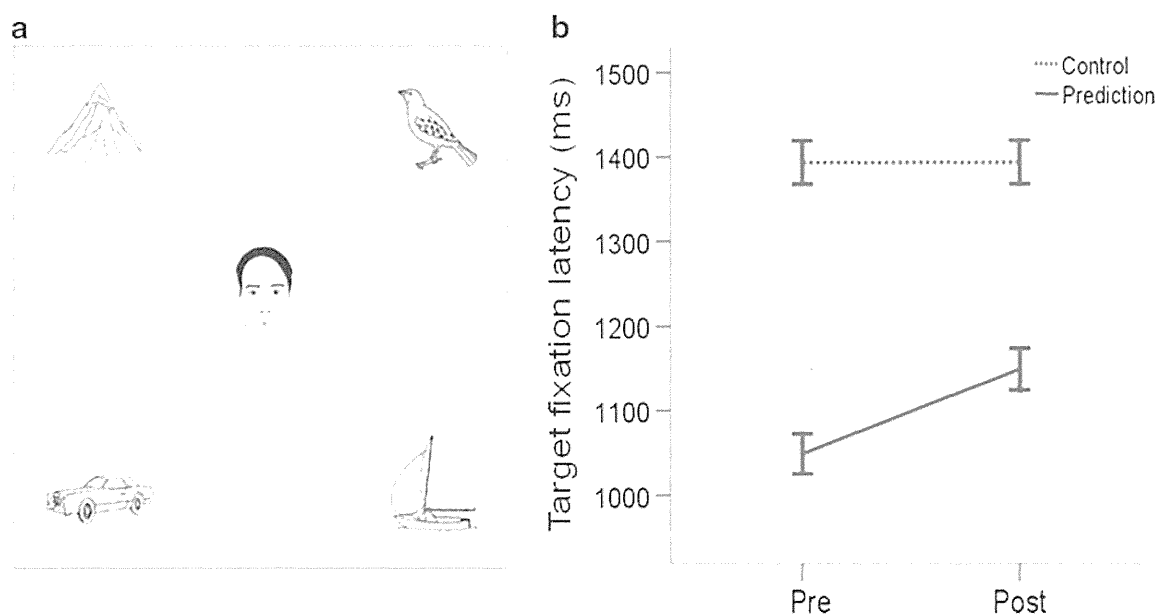 a
b
Target fixation latency (ms)
1500
1400
1300
1200
1100
1000
Control
Prediction
Pre
Post